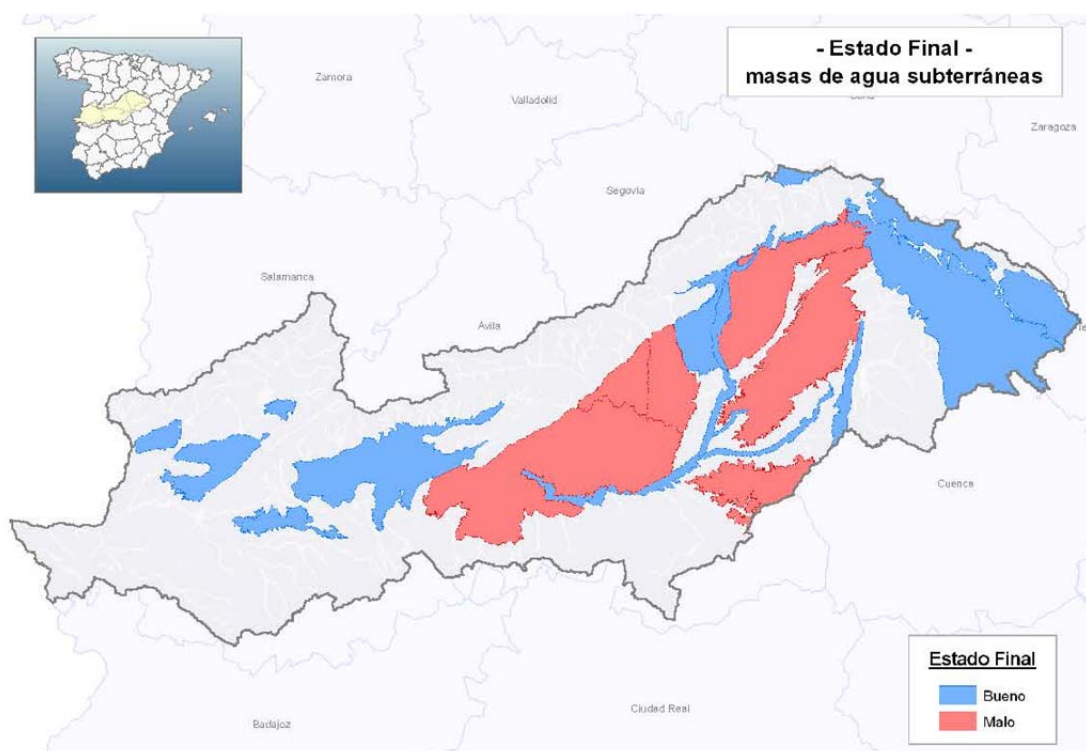 - Estado Final -
masas de agua subterráneas
Zamora
Valladolid
Zaragoza
Segovia
Salamanca
Avila
Cuenca
Estado Final
Bueno
Malo
Ciudad Real
Badajoz